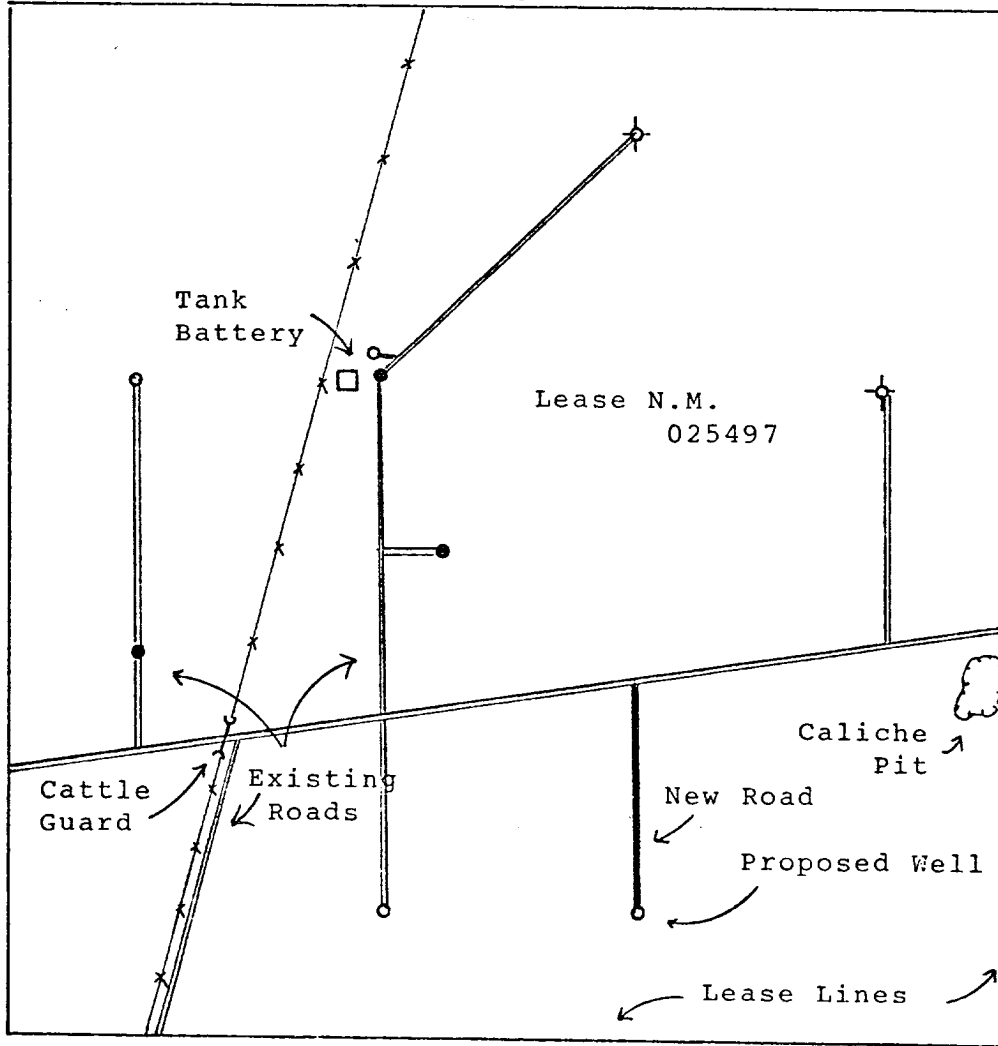 Tank
Battery
Lease N.M.
025497
Caliche
Pit
Cattle
Guard
Existing
Roads
New Road
Proposed Well
Lease Lines